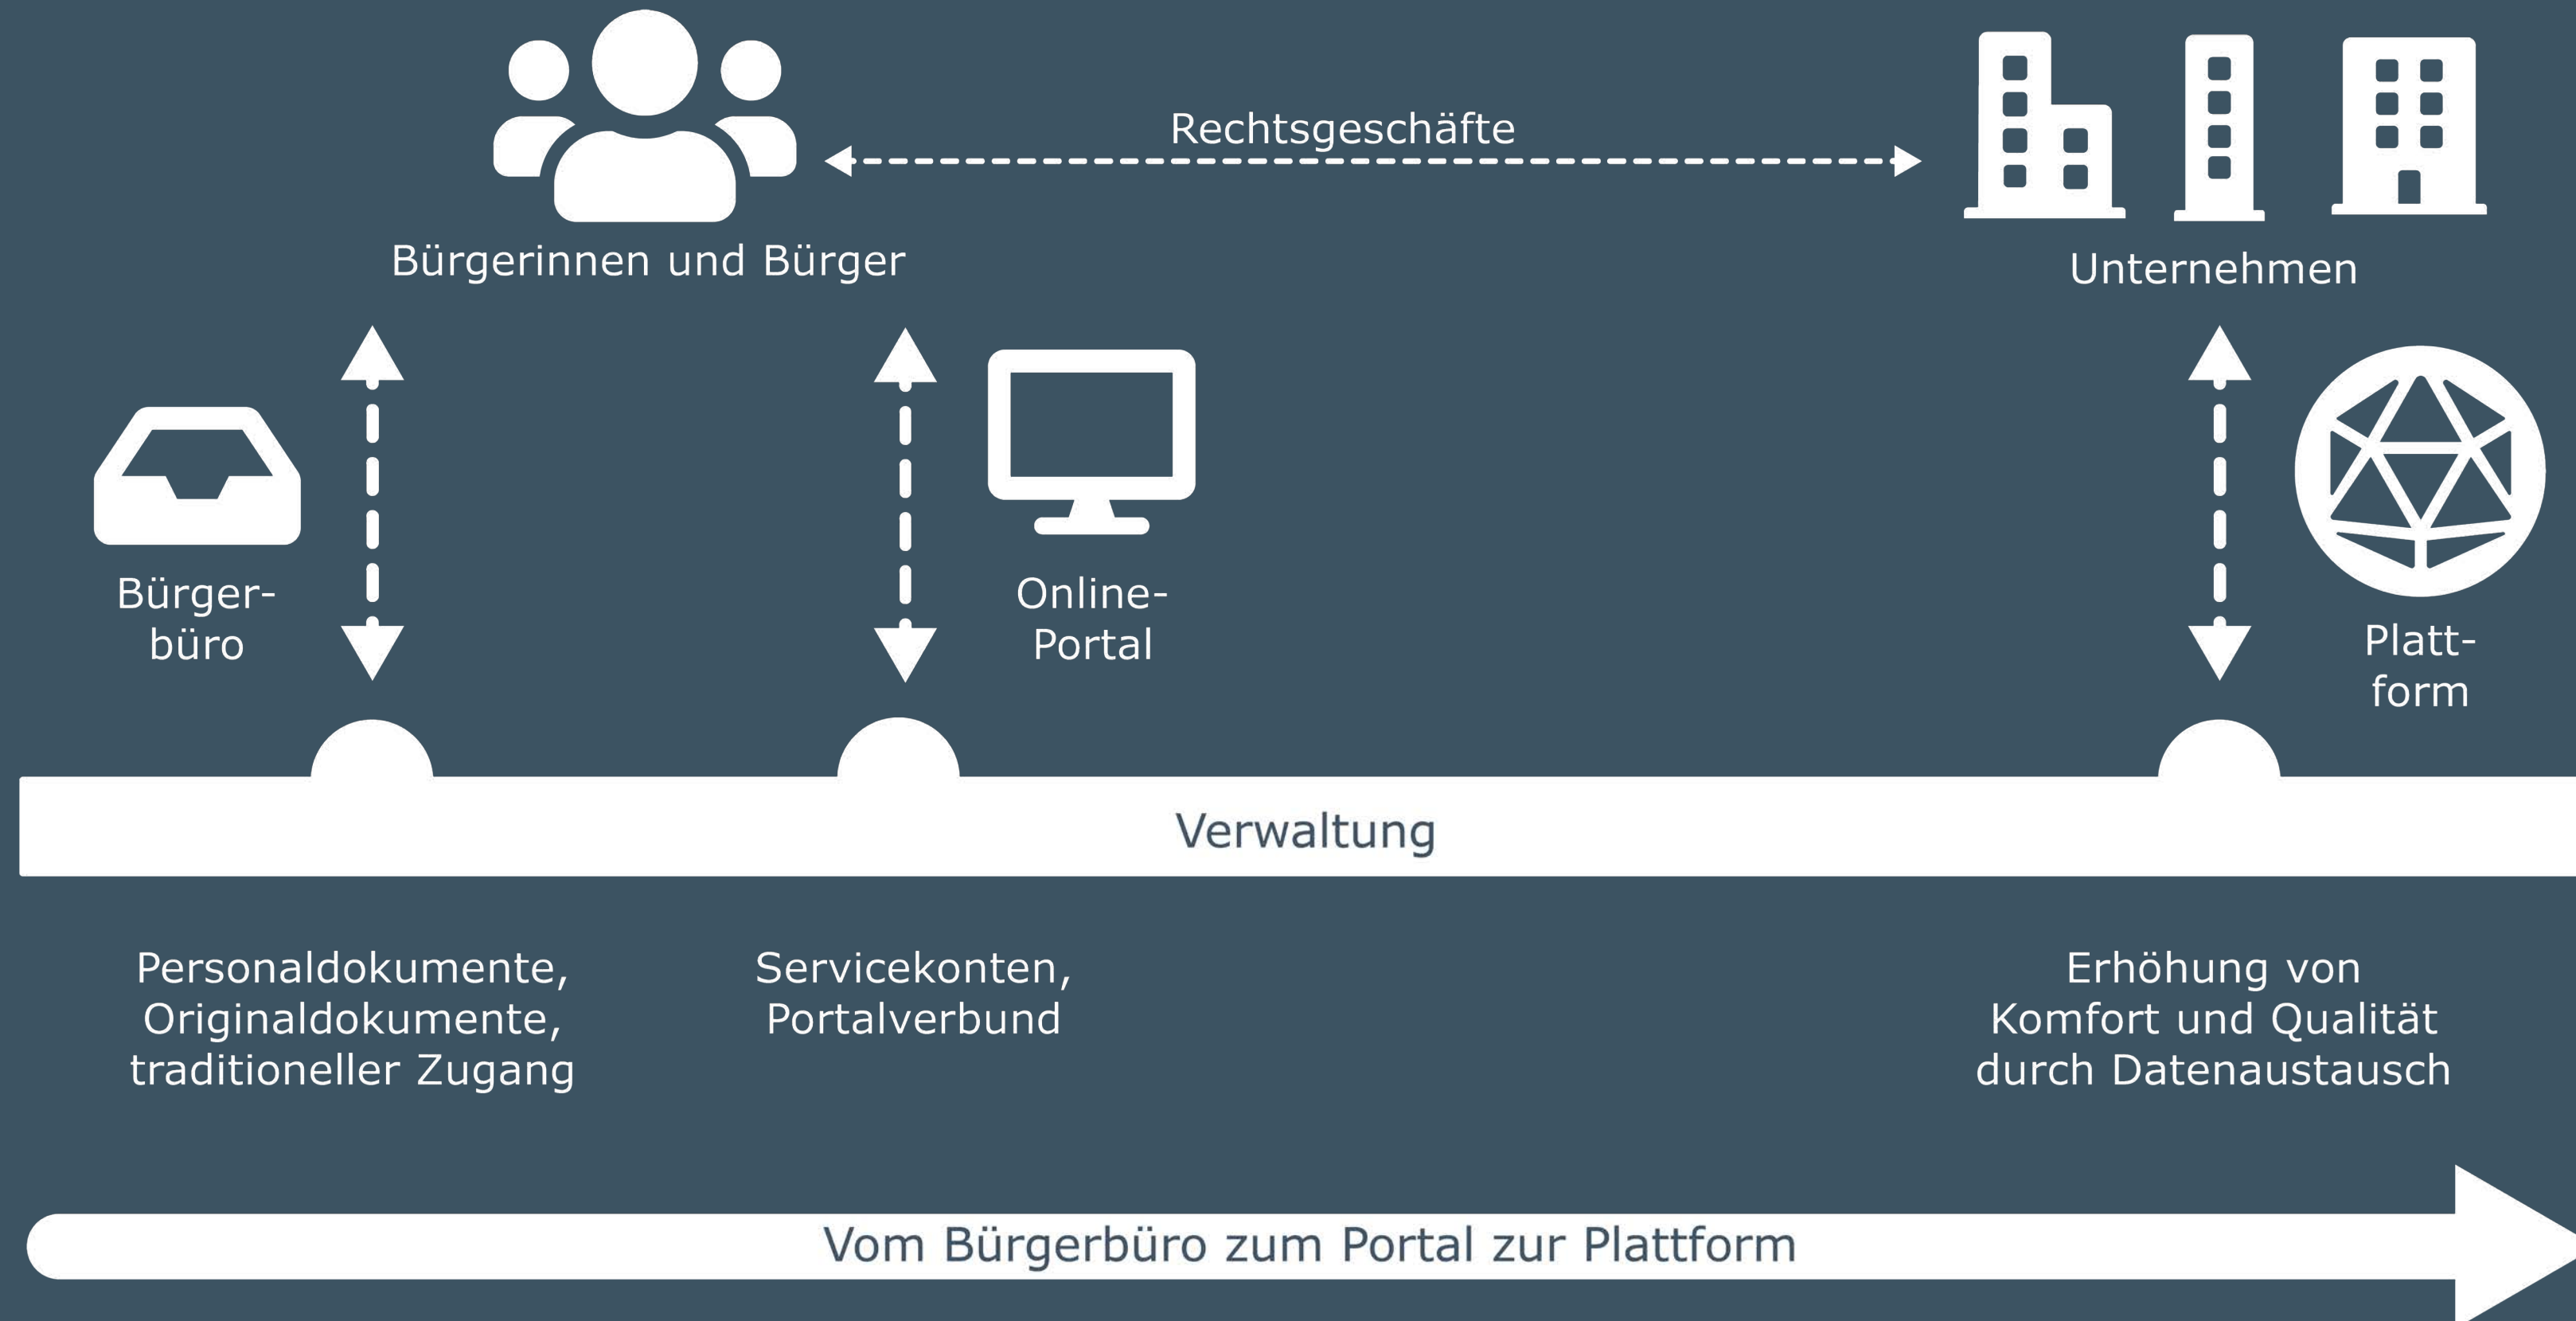 Rechtsgeschäfte
Bürgerinnen und Bürger
Unternehmen
Bürger-
büro
Online-
Portal
Platt-
form
Verwaltung
Personaldokumente,
Originaldokumente,
traditioneller Zugang
Servicekonten,
Portalverbund
Erhöhung von
Komfort und Qualität
durch Datenaustausch
Vom Bürgerbüro zum Portal zur Plattform